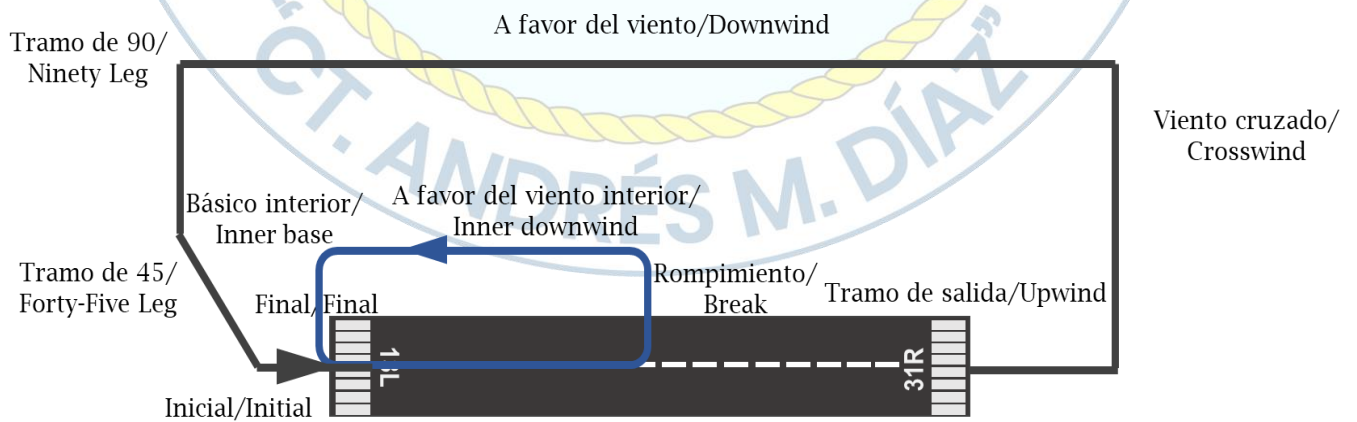 A favor del viento/Downwind
Tramo de 90/
Ninety Leg
Viento cruzado/
Crosswind
"CT. ANDRÉS M. DÍAZ"
Básico interior/
Inner base
A favor del viento interior/
Inner downwind
Tramo de 45/
Forty-Five Leg
Final/Final
Rompimiento/
Break
Tramo de salida/Upwind
13L
31R
Inicial/Initial